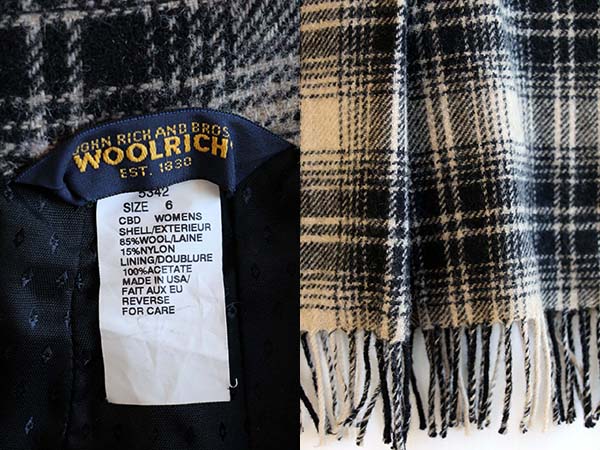 JOHN RICH AND BROS
WOOLRICH
EST. 1830
5342
SIZE 6
CBD WOMENS
SHELL/EXTERIEUR
85%WOOL/LAINE
15%NYLON
LINING/DOUBLURE
100%ACETATE
MADE IN USA/
FAIT AUX EU
REVERSE
FOR CARE